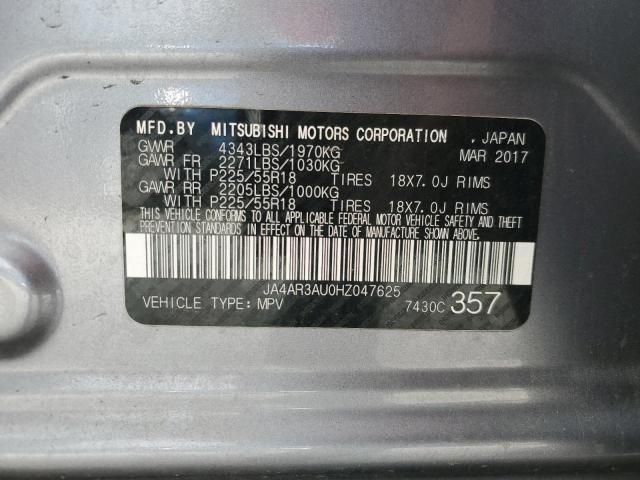 MFD.BY MITSUBISHI MOTORS CORPORATION , JAPAN
GVWR 4343LBS/1970KG MAR 2017
GAWR FR 2271LBS/1030KG
WITH P225/55R18 TIRES 18X7.0J RIMS
GAWR RR 2205LBS/1000KG
WITH P225/55R18 TIRES 18X7.0J RIMS
THIS VEHICLE CONFORMS TO ALL APPLICABLE FEDERAL MOTOR VEHICLE SAFETY AND THEFT
PREVENTION STANDARDS IN EFFECT ON THE DATE OF MANUFACTURE SHOWN ABOVE.
JA4AR3AU0HZ047625
VEHICLE TYPE:MPV 7430C 357